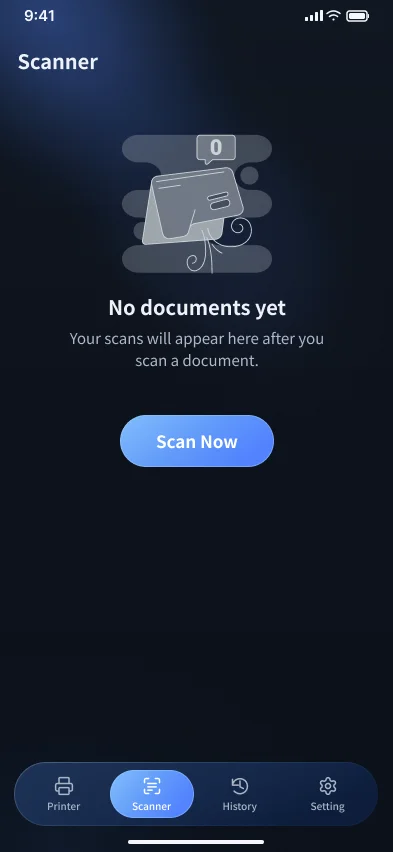 9:41
Scanner
0
No documents yet
Your scans will appear here after you
scan a document.
Scan Now
Printer
Scanner
History
Setting